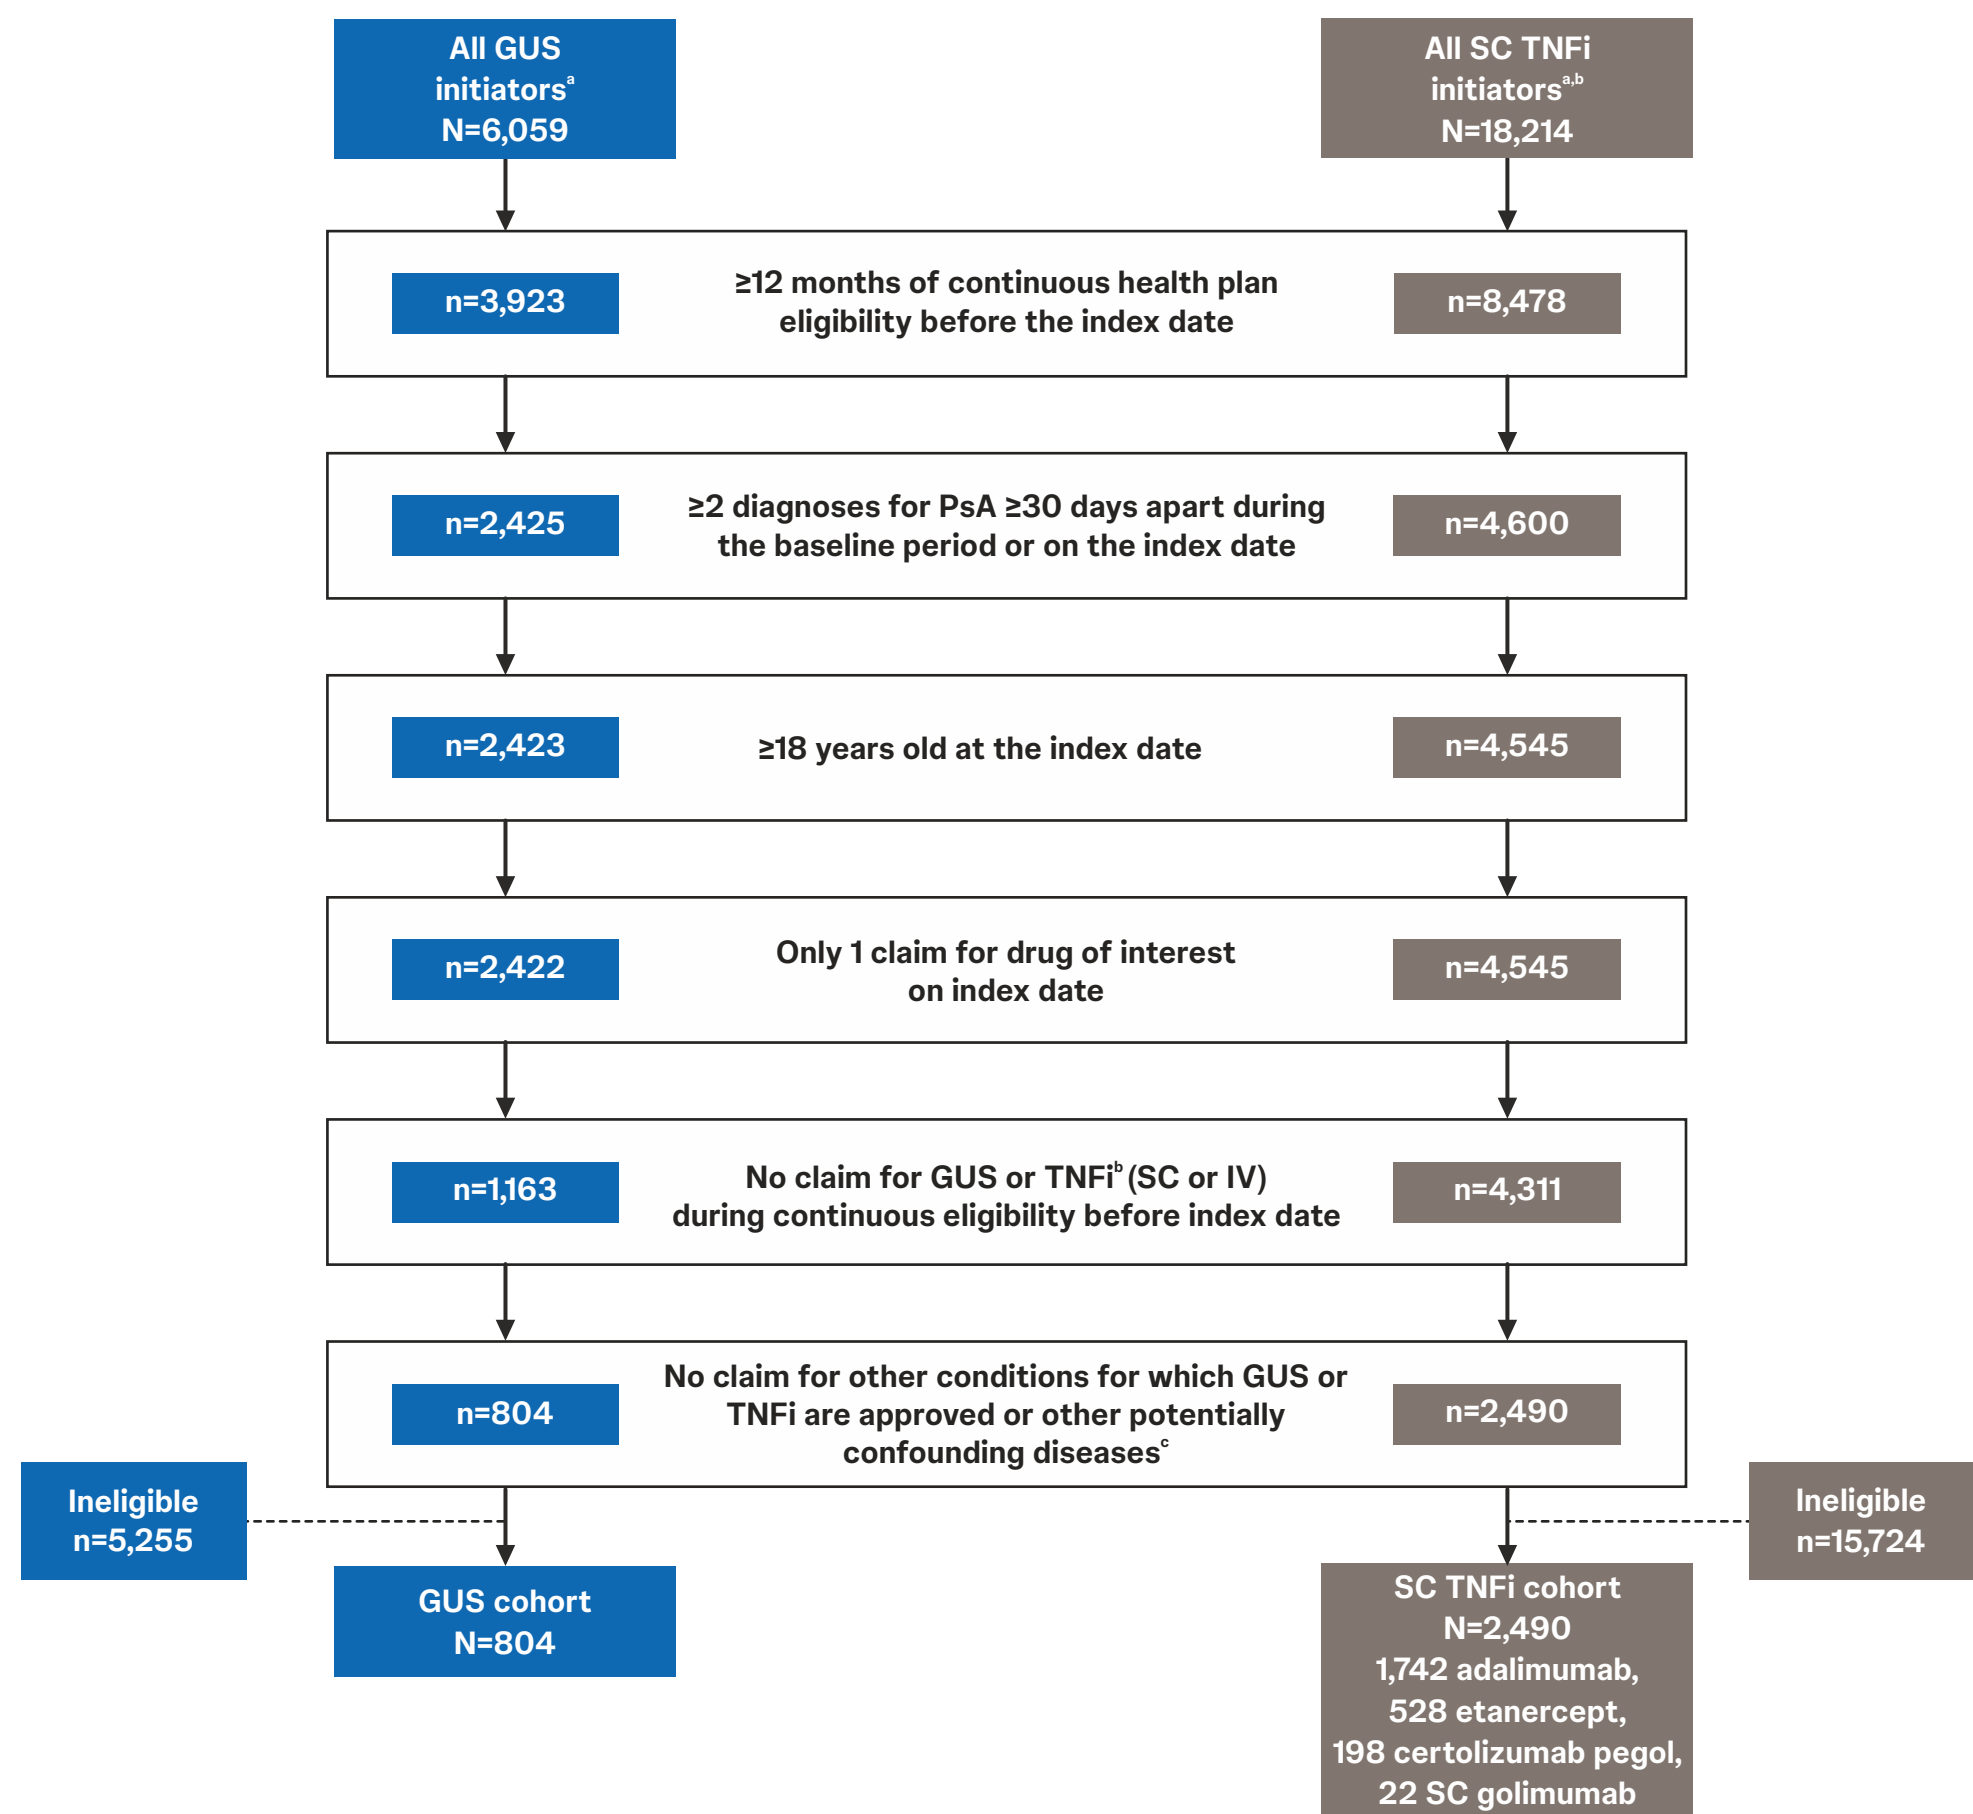 All GUS
initiatorsᵃ
N=6,059
All SC TNFi
initiatorsᵃ,ᵇ
N=18,214
n=3,923
≥12 months of continuous health plan
eligibility before the index date
n=8,478
n=2,425
≥2 diagnoses for PsA ≥30 days apart during
the baseline period or on the index date
n=4,600
n=2,423
≥18 years old at the index date
n=4,545
n=2,422
Only 1 claim for drug of interest
on index date
n=4,545
n=1,163
No claim for GUS or TNFiᵇ (SC or IV)
during continuous eligibility before index date
n=4,311
n=804
No claim for other conditions for which GUS or
TNFi are approved or other potentially
confounding diseasesᶜ
n=2,490
Ineligible
n=5,255
Ineligible
n=15,724
GUS cohort
N=804
SC TNFi cohort
N=2,490
1,742 adalimumab,
528 etanercept,
198 certolizumab pegol,
22 SC golimumab